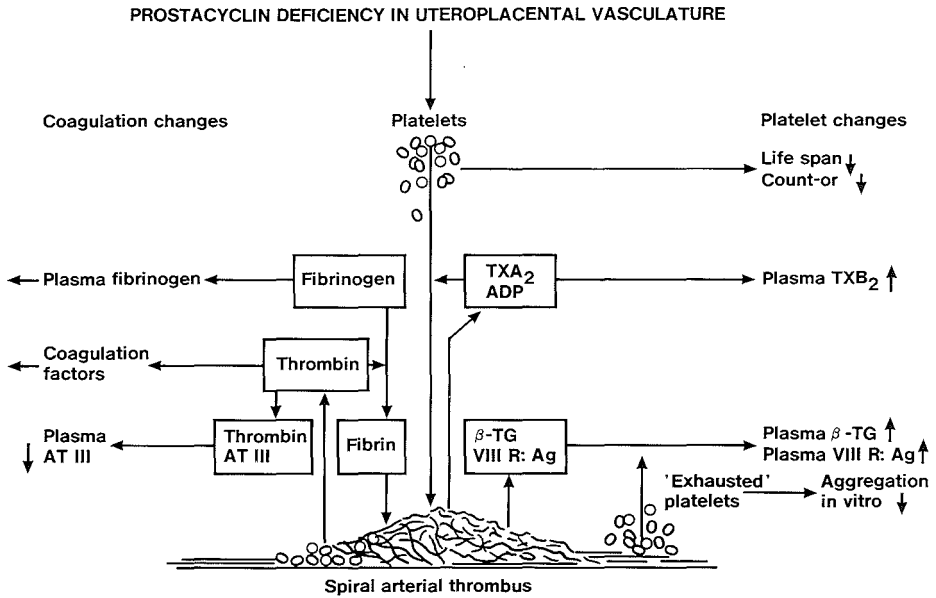 PROSTACYCLIN DEFICIENCY IN UTEROPLACENTAL VASCULATURE
Coagulation changes
Platelets
Platelet changes
Life span ↓
Count-or ↓
← Plasma fibrinogen
Fibrinogen
TXA2
ADP
Plasma TXB2 ↑
← Coagulation
factors
Thrombin
↓ Plasma
AT III
Thrombin
AT III
Fibrin
β-TG
VIII R: Ag
Plasma β-TG ↑
Plasma VIII R: Ag ↑
'Exhausted'
platelets
Aggregation
in vitro ↓
Spiral arterial thrombus